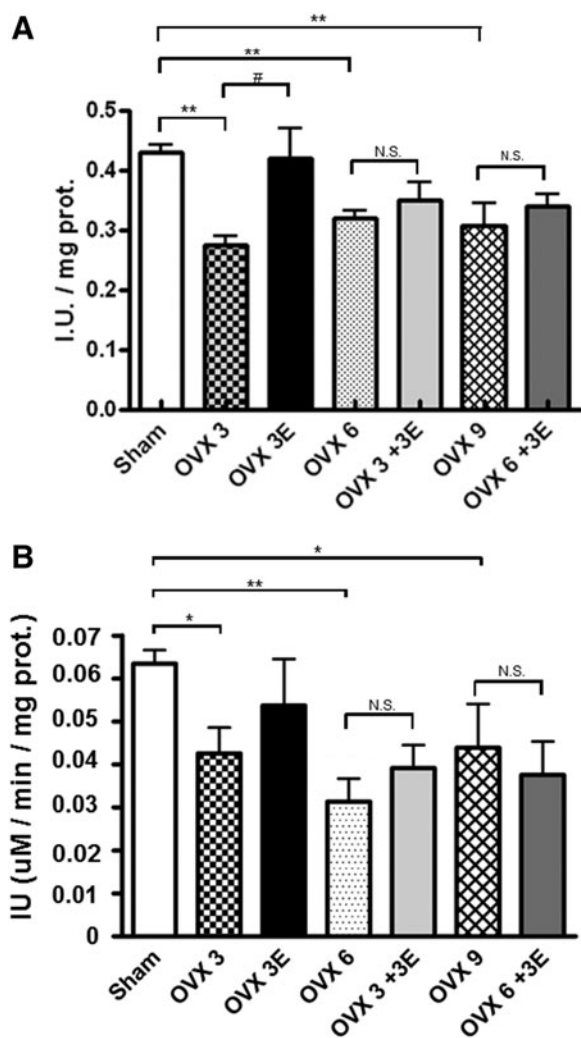 A
**
**
#
**
N.S.
N.S.
I.U. / mg prot.
0.5
0.4
0.3
0.2
0.1
0.0
Sham
OVX 3
OVX 3E
OVX 6
OVX 3 +3E
OVX 9
OVX 6 +3E
B
*
**
*
N.S.
N.S.
IU (uM / min / mg prot.)
0.07
0.06
0.05
0.04
0.03
0.02
0.01
0
Sham
OVX 3
OVX 3E
OVX 6
OVX 3 +3E
OVX 9
OVX 6 +3E